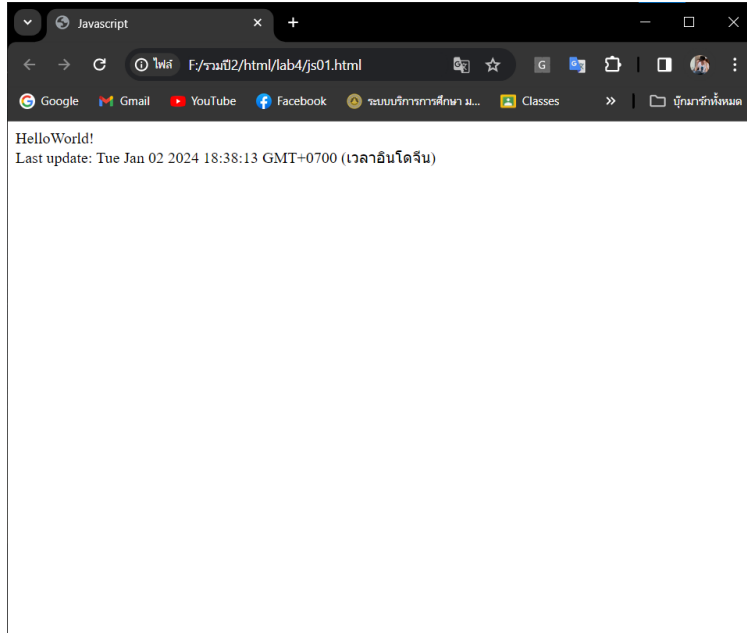 Javascript
ไฟล์ F:/รวมปี2/html/lab4/js01.html G
Google Gmail YouTube Facebook ระบบบริการการศึกษา ม... Classes » บุ๊กมาร์กทั้งหมด
HelloWorld!
Last update: Tue Jan 02 2024 18:38:13 GMT+0700 (เวลาอินโดจีน)